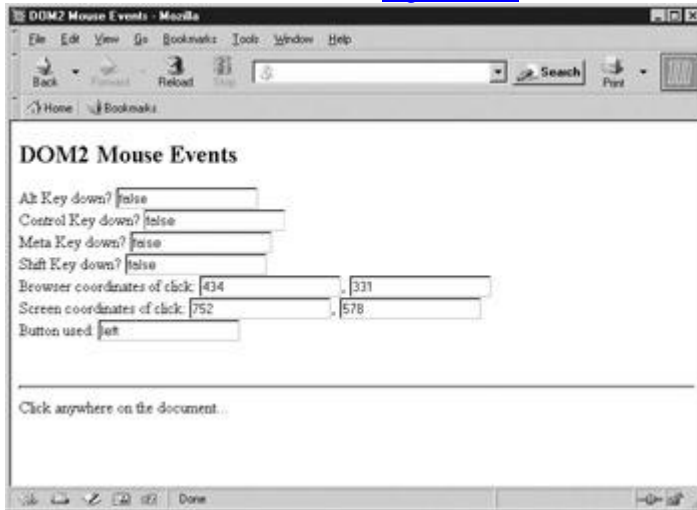 DOM2 Mouse Events - Mozilla
File Edit View Go Bookmarks Tools Window Help
Back Forward Reload Stop Search Print
Home Bookmarks
DOM2 Mouse Events
Alt Key down? false
Control Key down? false
Meta Key down? false
Shift Key down? false
Browser coordinates of click: 434 , 331
Screen coordinates of click: 752 , 578
Button used: left
Click anywhere on the document...
Done